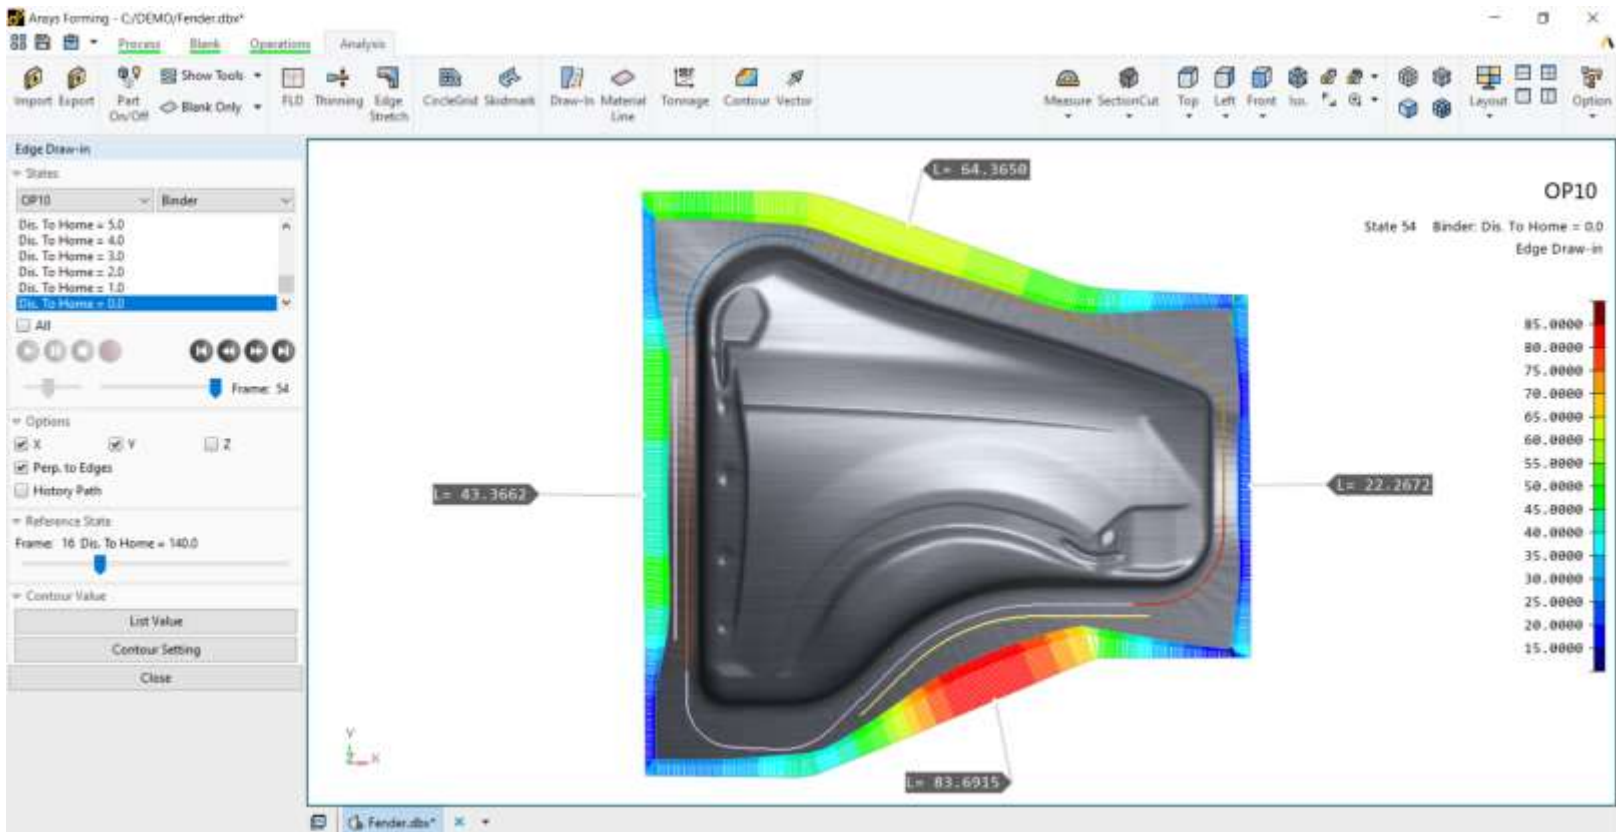 Ansys Forming - C:/DEMO/Fender.dbx*
Process Blank Operations Analysis
Import Export Part On/Off Show Tools Blank Only FLD Thinning Edge Stretch CircleGrid Skidmark Draw-In Material Line Tonnage Contour Vector Measure SectionCut Top Left Front Iso. Layout Option
Edge Draw-in
States
OP10 Binder
Dis. To Home = 5.0
Dis. To Home = 4.0
Dis. To Home = 3.0
Dis. To Home = 2.0
Dis. To Home = 1.0
Dis. To Home = 0.0
All
Frame: 54
Options
X Y Z
Perp. to Edges
History Path
Reference State
Frame: 16 Dis. To Home = 140.0
Contour Value
List Value
Contour Setting
Close
L= 64.3650
L= 43.3662
L= 22.2672
L= 83.6915
Y
Z X
OP10
State 54 Binder: Dis. To Home = 0.0
Edge Draw-in
85.0000
80.0000
75.0000
70.0000
65.0000
60.0000
55.0000
50.0000
45.0000
40.0000
35.0000
30.0000
25.0000
20.0000
15.0000
Fender.dbx*